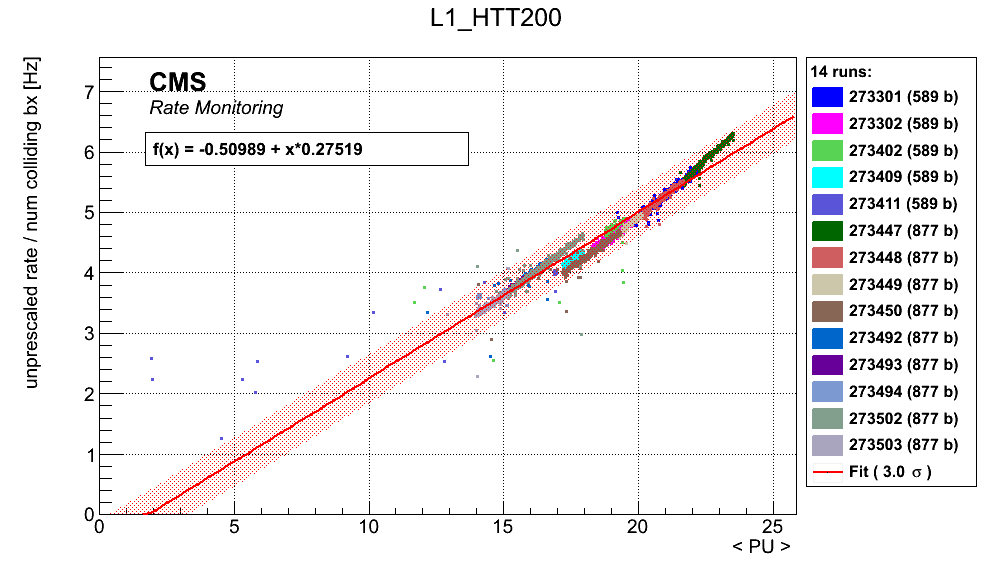 L1_HTT200
unprescaled rate / num colliding bx [Hz]
CMS
Rate Monitoring
f(x) = -0.50989 + x*0.27519
7
6
5
4
3
2
1
0
0 5 10 15 20 25
< PU >
14 runs:
273301 (589 b)
273302 (589 b)
273402 (589 b)
273409 (589 b)
273411 (589 b)
273447 (877 b)
273448 (877 b)
273449 (877 b)
273450 (877 b)
273492 (877 b)
273493 (877 b)
273494 (877 b)
273502 (877 b)
273503 (877 b)
Fit ( 3.0 σ )